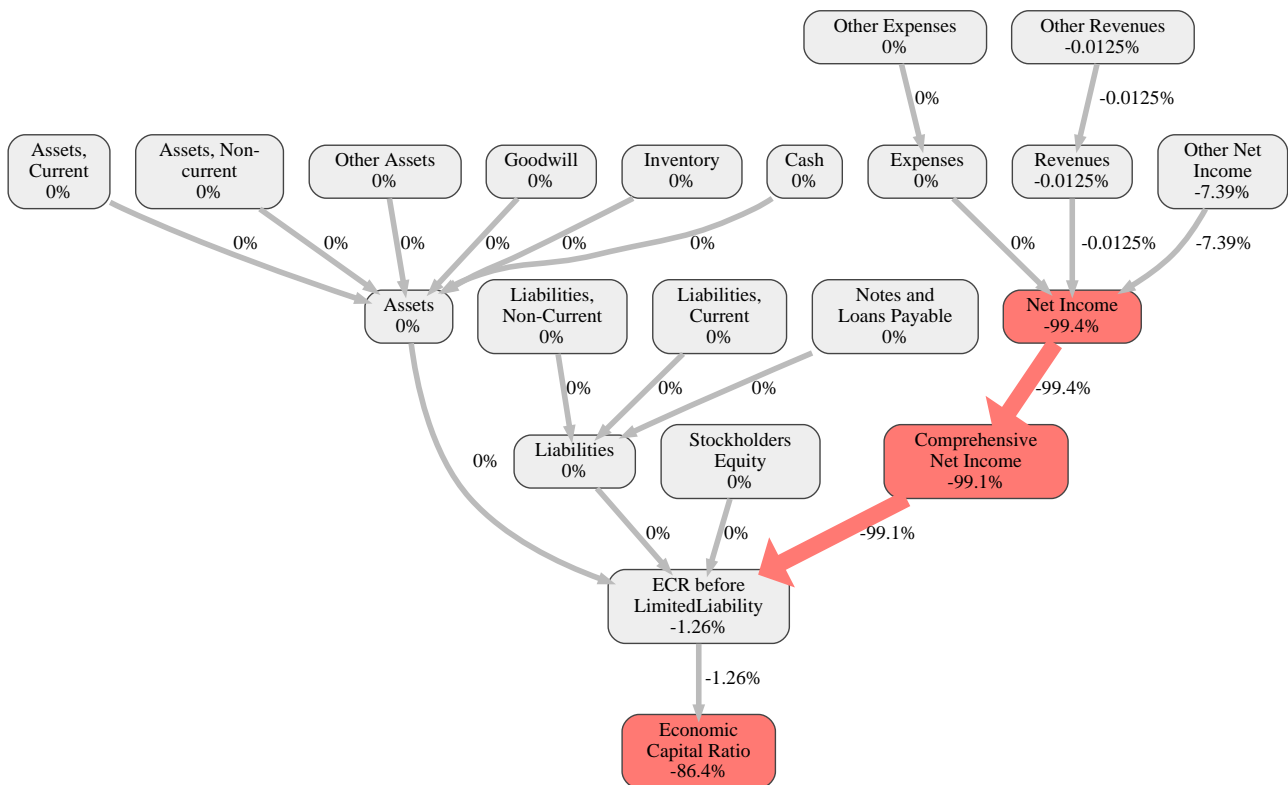 Other Expenses
0%
Other Revenues
-0.0125%
0%
-0.0125%
Assets,
Current
0%
Assets, Non-
current
0%
Other Assets
0%
Goodwill
0%
Inventory
0%
Cash
0%
Expenses
0%
Revenues
-0.0125%
Other Net
Income
-7.39%
0%
0%
0%
0%
0%
0%
0%
-0.0125%
-7.39%
Assets
0%
Liabilities,
Non-Current
0%
Liabilities,
Current
0%
Notes and
Loans Payable
0%
Net Income
-99.4%
0%
0%
0%
-99.4%
0%
Liabilities
0%
Stockholders
Equity
0%
Comprehensive
Net Income
-99.1%
0%
0%
-99.1%
ECR before
LimitedLiability
-1.26%
-1.26%
Economic
Capital Ratio
-86.4%